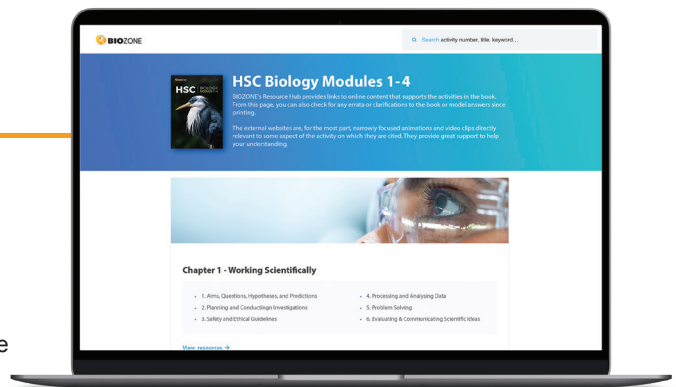 BIOZONE
Search activity number, title, keyword...
HSC Biology Modules 1-4
BIOZONE
HSC BIOLOGY
MODULES 1-4
BIOZONE's Resource Hub provides links to online content that supports the activities in the book.
From this page, you can also check for any errata or clarifications to the book or model answers since
printing.
The external websites are, for the most part, narrowly focused animations and video clips directly
relevant to some aspect of the activity on which they are cited. They provide great support to help
your understanding.
Chapter 1 - Working Scientifically
• 1. Aims, Questions, Hypotheses, and Predictions
• 2. Planning and Conductingn Investigations
• 3. Safety and Ethical Guidelines
• 4. Processing and Analysing Data
• 5. Problem Solving
• 6. Evaluating & Communicating Scientific Ideas
View resources →
e